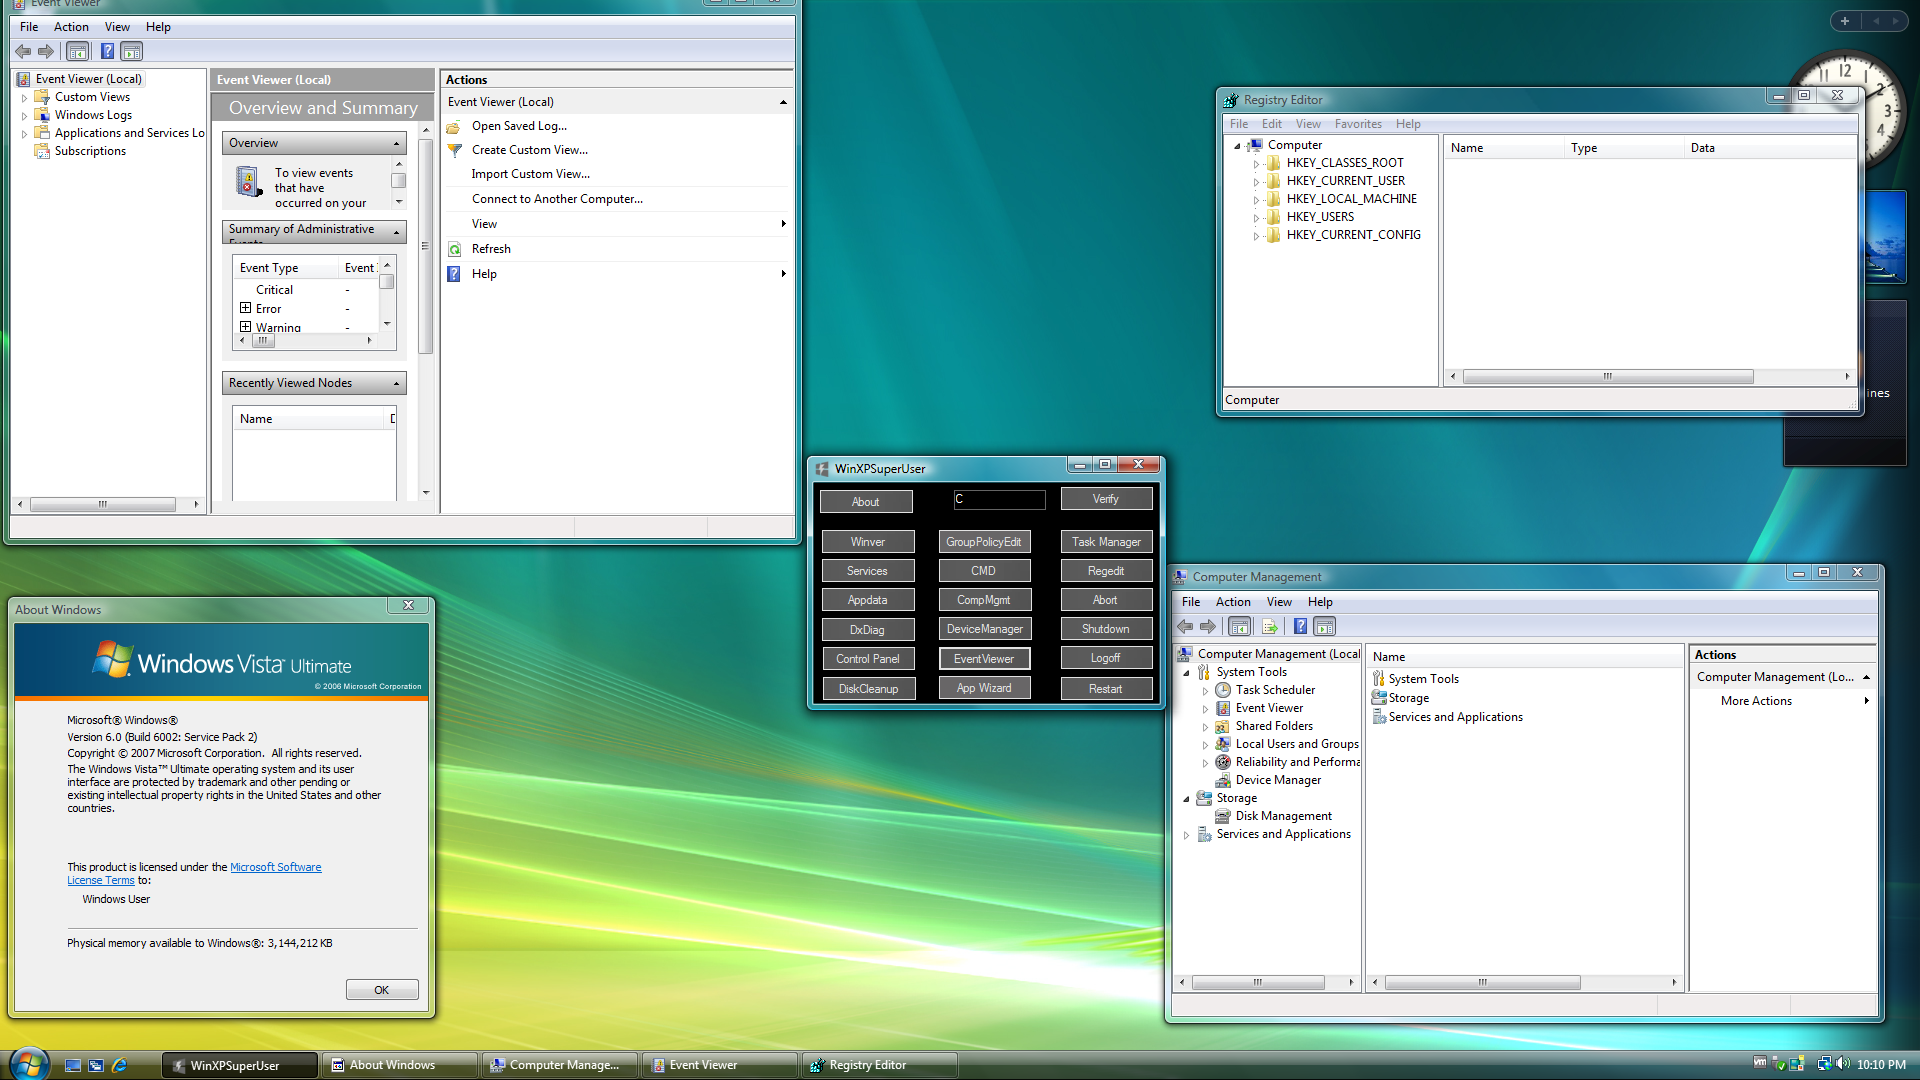 Event Viewer
File Action View Help
Event Viewer (Local)
Custom Views
Windows Logs
Applications and Services Lo
Subscriptions
Event Viewer (Local)
Overview and Summary
Overview
To view events
that have
occurred on your
Summary of Administrative
Event Type Event
Critical -
Error -
Warning -
Recently Viewed Nodes
Name
Actions
Event Viewer (Local)
Open Saved Log...
Create Custom View...
Import Custom View...
Connect to Another Computer...
View
Refresh
Help
12
4
ines
Registry Editor
File Edit View Favorites Help
Computer
HKEY_CLASSES_ROOT
HKEY_CURRENT_USER
HKEY_LOCAL_MACHINE
HKEY_USERS
HKEY_CURRENT_CONFIG
Name Type Data
Computer
WinXPSuperUser
About C Verify
Winver GroupPolicyEdit Task Manager
Services CMD Regedit
Appdata CompMgmt Abort
DxDiag DeviceManager Shutdown
Control Panel EventViewer Logoff
DiskCleanup App Wizard Restart
About Windows
Windows Vista™ Ultimate
© 2006 Microsoft Corporation
Microsoft® Windows®
Version 6.0 (Build 6002: Service Pack 2)
Copyright © 2007 Microsoft Corporation. All rights reserved.
The Windows Vista™ Ultimate operating system and its user
interface are protected by trademark and other pending or
existing intellectual property rights in the United States and other
countries.
This product is licensed under the Microsoft Software
License Terms to:
Windows User
Physical memory available to Windows®: 3,144,212 KB
OK
Computer Management
File Action View Help
Computer Management (Local
System Tools
Task Scheduler
Event Viewer
Shared Folders
Local Users and Groups
Reliability and Performa
Device Manager
Storage
Disk Management
Services and Applications
Name
System Tools
Storage
Services and Applications
Actions
Computer Management (Lo...
More Actions
WinXPSuperUser
About Windows
Computer Manage...
Event Viewer
Registry Editor
vm
10:10 PM